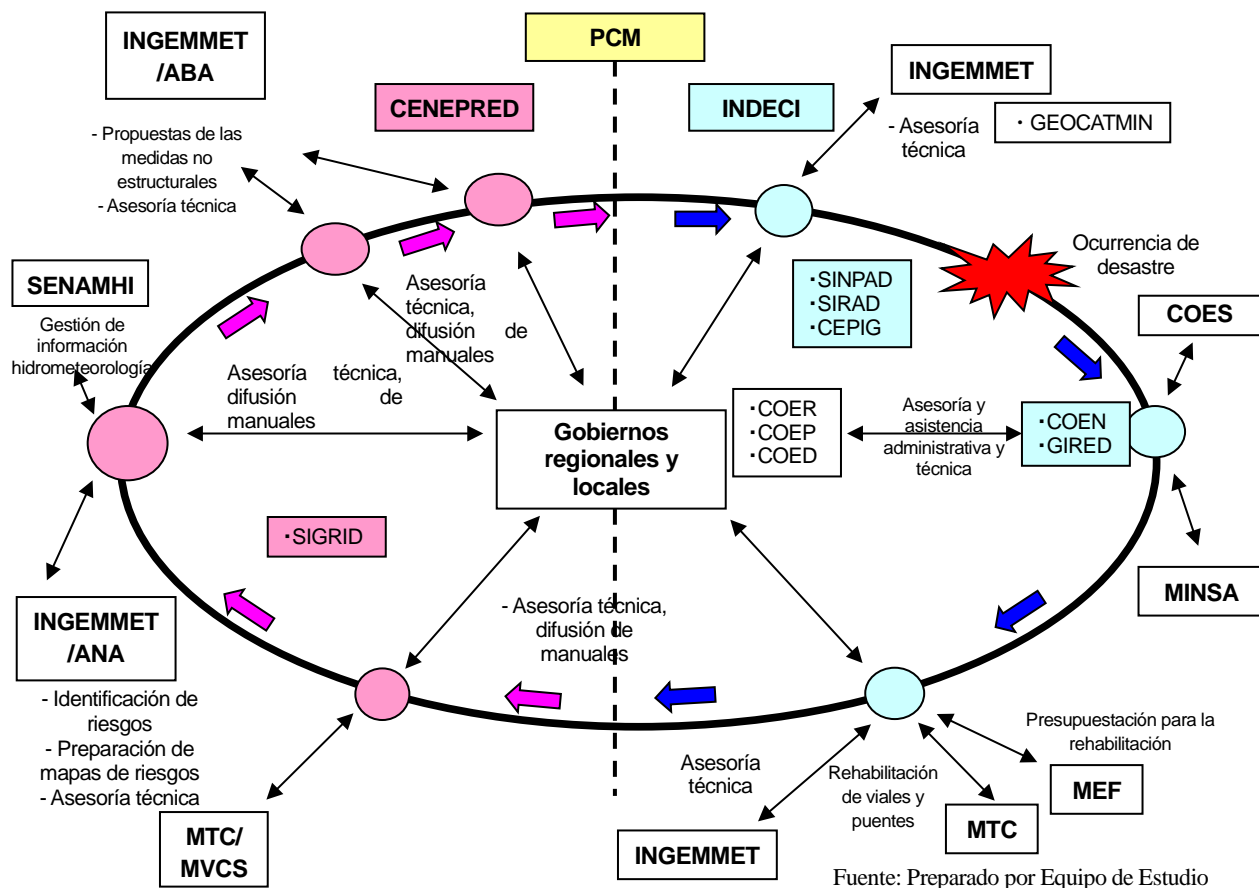 INGEMMET
/ABA
PCM
INGEMMET
CENEPRED
INDECI
・GEOCATMIN
- Propuestas de las
medidas no
estructurales
- Asesoría técnica
- Asesoría
técnica
SENAMHI
Gestión de
información
hidrometeorología
Asesoría
técnica,
difusión de
manuales
・SINPAD
・SIRAD
・CEPIG
Ocurrencia de
desastre
COES
Asesoría técnica,
difusión de
manuales
Gobiernos
regionales y
locales
・COER
・COEP
・COED
Asesoría y
asistencia
administrativa y
técnica
・COEN
・GIRED
・SIGRID
MINSA
INGEMMET
/ANA
- Asesoría técnica,
difusión de
manuales
- Identificación de
riesgos
- Preparación de
mapas de riesgos
- Asesoría técnica
MTC/
MVCS
Asesoría
técnica
INGEMMET
Rehabilitación
de viales y
puentes
MTC
Presupuestación para la
rehabilitación
MEF
Fuente: Preparado por Equipo de Estudio